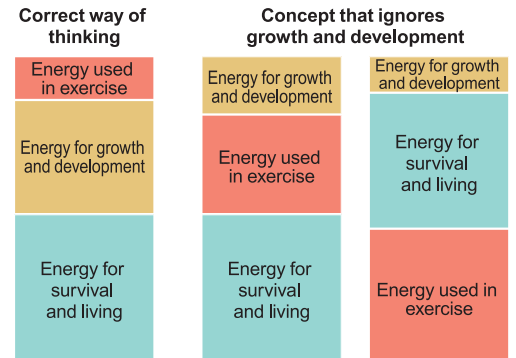 Correct way of
thinking
Energy used
in exercise
Energy for growth
and development
Energy for
survival
and living
Concept that ignores
growth and development
Energy for growth
and development
Energy used
in exercise
Energy for
survival
and living
Energy for growth
and development
Energy for
survival
and living
Energy used in
exercise